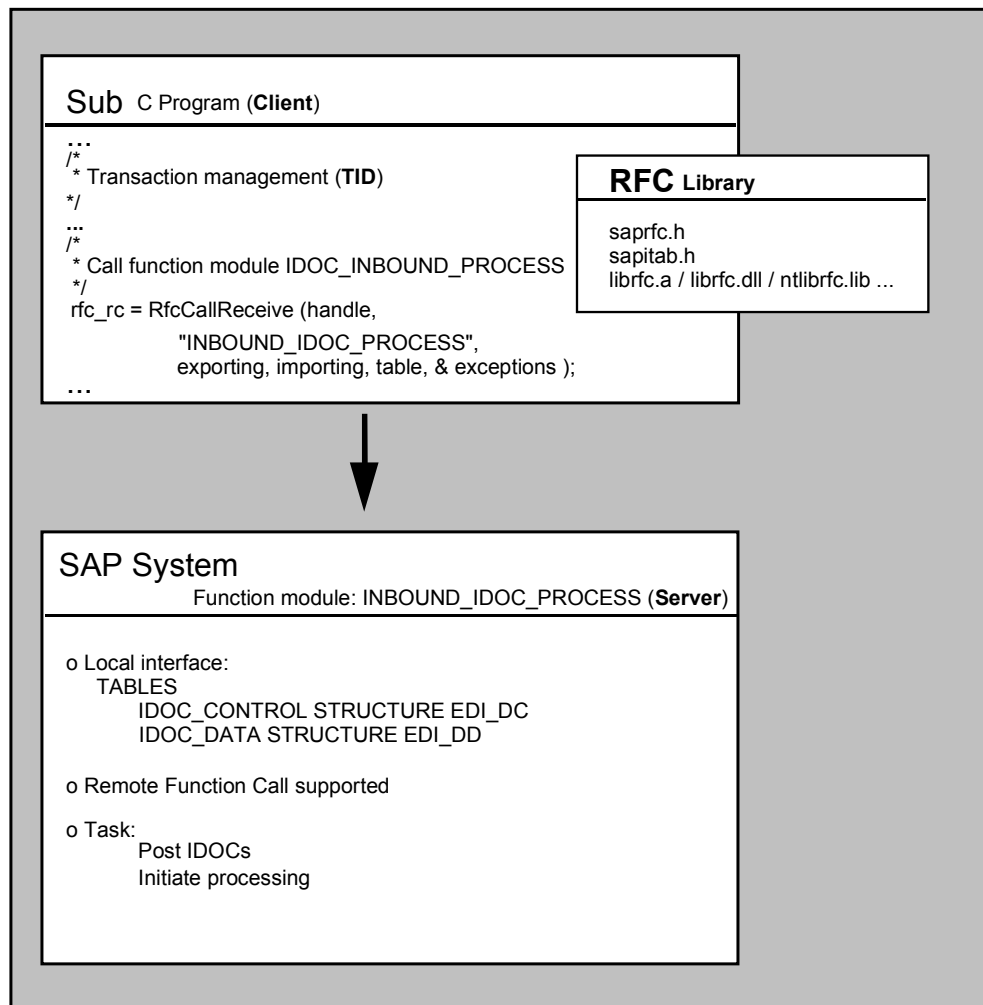 Sub C Program (Client)
...
/*
* Transaction management (TID)
*/
...
/*
* Call function module IDOC_INBOUND_PROCESS
*/
rfc_rc = RfcCallReceive (handle,
"INBOUND_IDOC_PROCESS",
exporting, importing, table, & exceptions );
...
RFC Library
saprfc.h
sapitab.h
librfc.a / librfc.dll / ntlibrfc.lib ...
SAP System
Function module: INBOUND_IDOC_PROCESS (Server)
o Local interface:
TABLES
IDOC_CONTROL STRUCTURE EDI_DC
IDOC_DATA STRUCTURE EDI_DD
o Remote Function Call supported
o Task:
Post IDOCs
Initiate processing